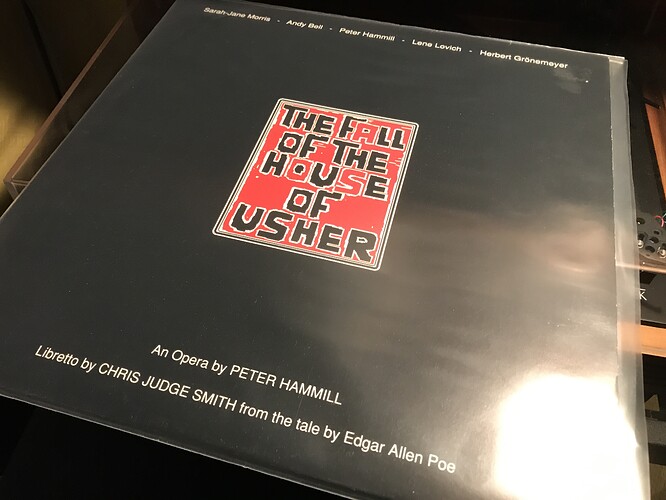 Sarah-Jane Morris - Andy Bell - Peter Hammill - Lene Lovich - Herbert Grönemeyer
THE FALL
OF THE
HOUSE
OF
USHER
An Opera by PETER HAMMILL
Libretto by CHRIS JUDGE SMITH from the tale by Edgar Allen Poe
K